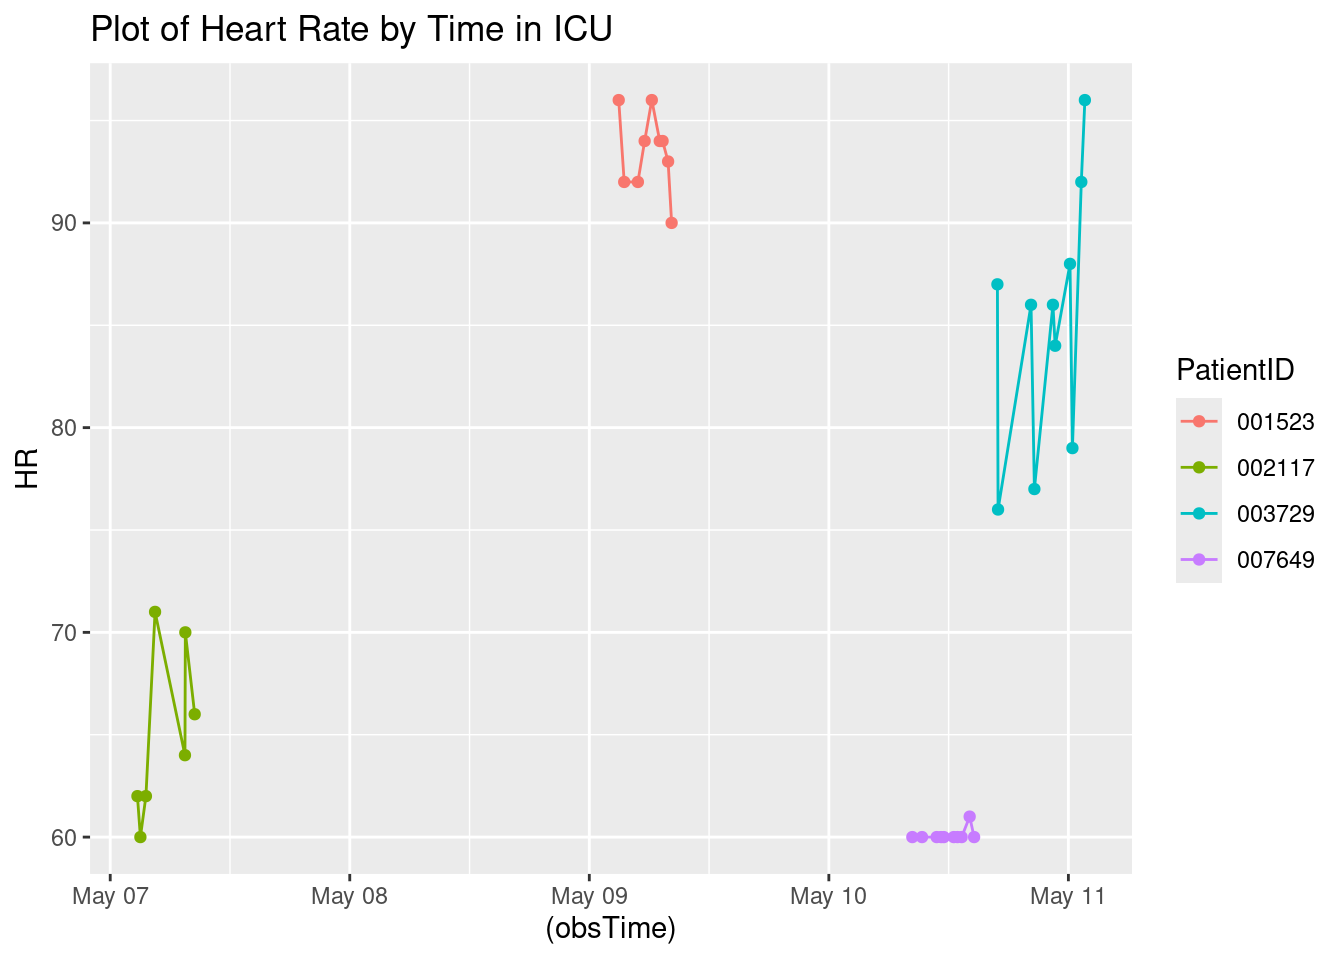 Plot of Heart Rate by Time in ICU
HR
90
80
70
60
May 07
May 08
May 09
May 10
May 11
(obsTime)
PatientID
001523
002117
003729
007649